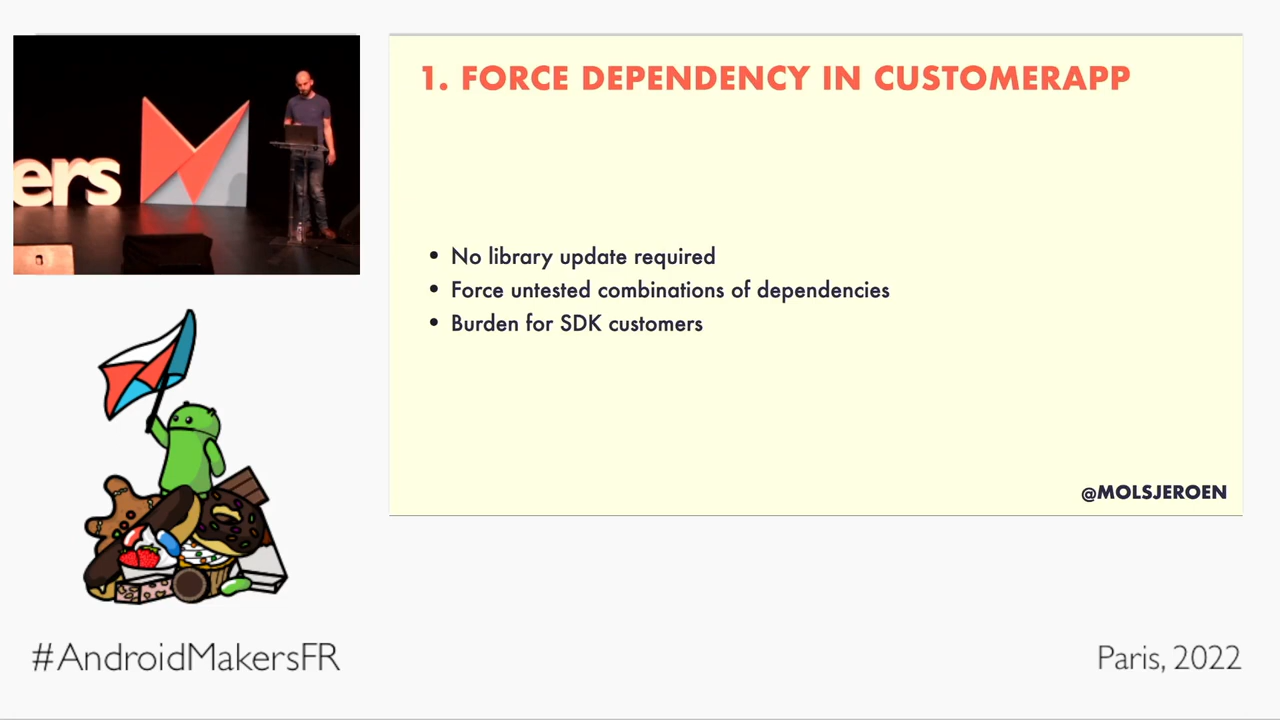 1. FORCE DEPENDENCY IN CUSTOMERAPP
• No library update required
• Force untested combinations of dependencies
• Burden for SDK customers
@MOLSJEROEN
ers
#AndroidMakersFR
Paris, 2022